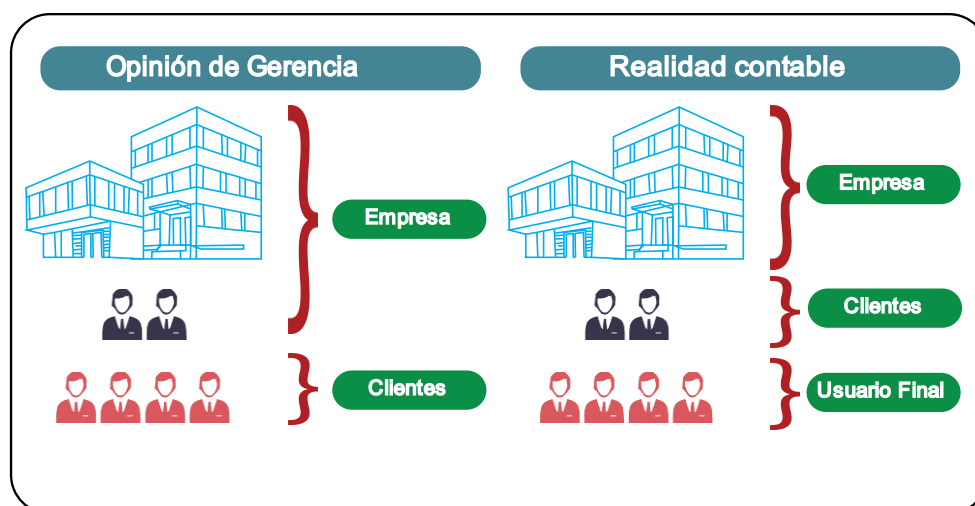 Opinión de Gerencia
Empresa
Clientes
Realidad contable
Empresa
Clientes
Usuario Final